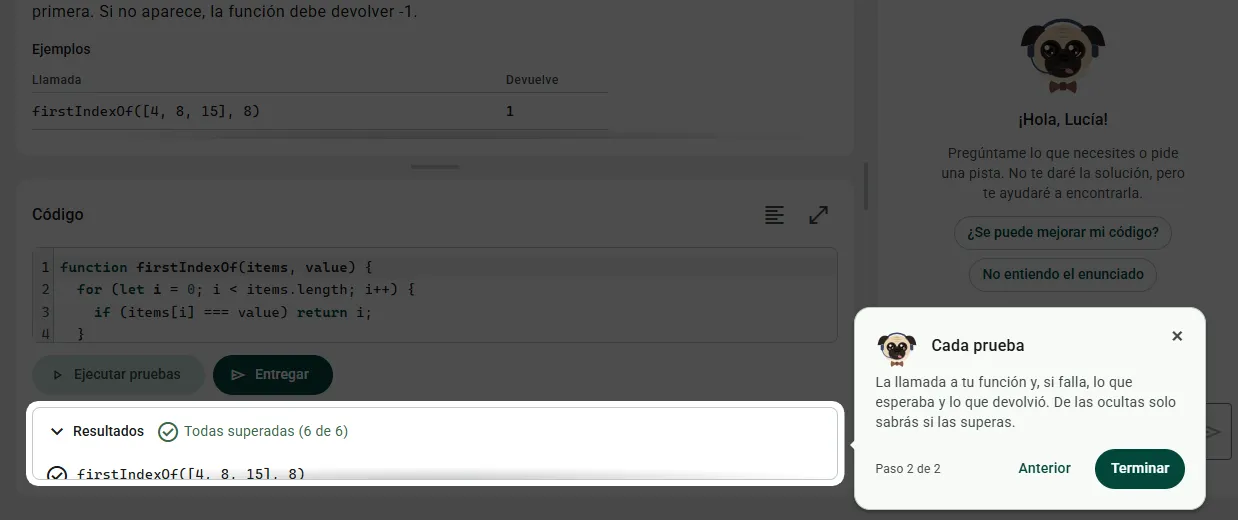 primera. Si no aparece, la función debe devolver -1.
Ejemplos
Llamada Devuelve
firstIndexOf([4, 8, 15], 8) 1
Código
1 function firstIndexOf(items, value) {
2 for (let i = 0; i < items.length; i++) {
3 if (items[i] === value) return i;
4 }
Ejecutar pruebas Entregar
Resultados Todas superadas (6 de 6)
firstIndexOf([4, 8, 15], 8)
¡Hola, Lucía!
Pregúntame lo que necesites o pide
una pista. No te daré la solución, pero
te ayudaré a encontrarla.
¿Se puede mejorar mi código?
No entiendo el enunciado
Cada prueba
La llamada a tu función y, si falla, lo que
esperaba y lo que devolvió. De las ocultas solo
sabrás si las superas.
Paso 2 de 2 Anterior Terminar